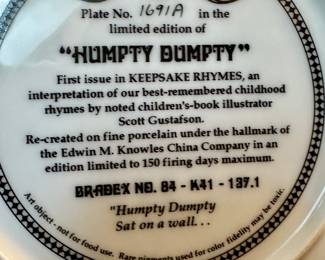 Plate No. 1691A in the
limited edition of
"HUMPTY DUMPTY"
First issue in KEEPSAKE RHYMES, an
interpretation of our best-remembered childhood
rhymes by noted children's-book illustrator
Scott Gustafson.
Re-created on fine porcelain under the hallmark of
the Edwin M. Knowles China Company in an
edition limited to 150 firing days maximum.
BRADEX NO. 84 - K41 - 137.1
"Humpty Dumpty
Sat on a wall. . .
Art object - not for food use. Rare pigments used for color fidelity may be toxic.